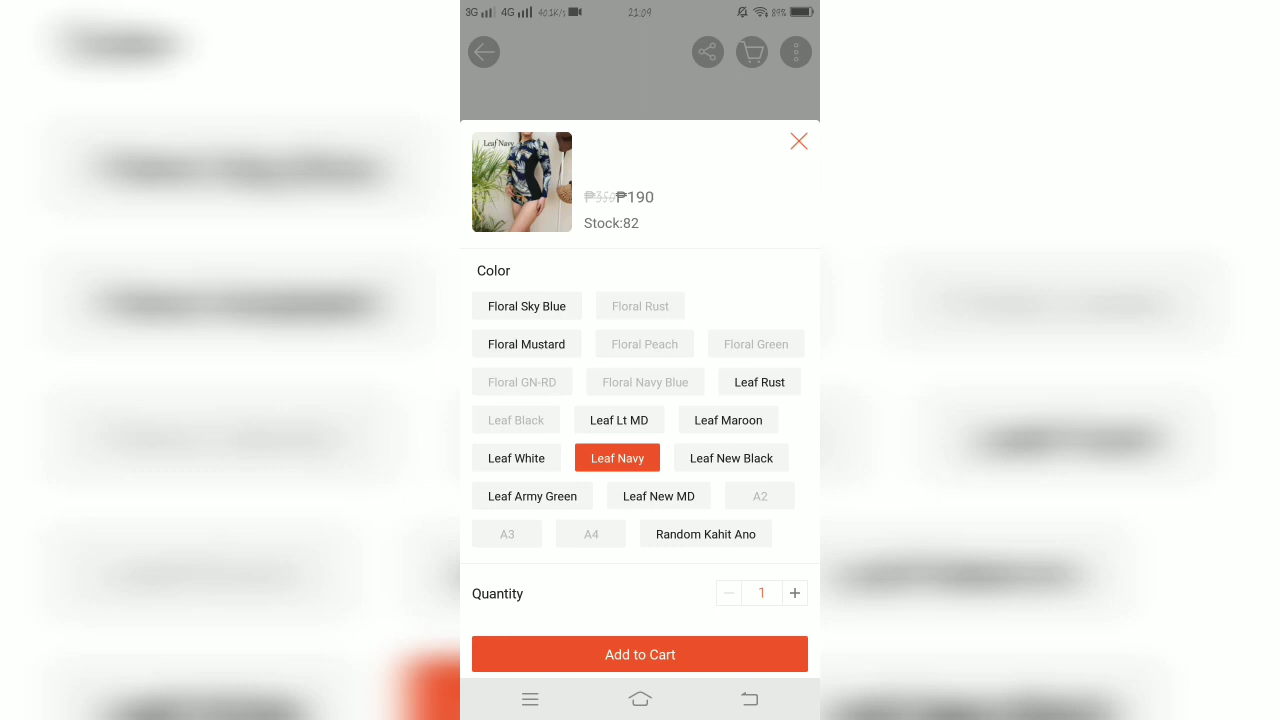 3G 4G 40.1K/s 21:09 89%
Leaf Navy
₱350 ₱190
Stock:82
Color
Floral Sky Blue Floral Rust
Floral Mustard Floral Peach Floral Green
Floral GN-RD Floral Navy Blue Leaf Rust
Leaf Black Leaf Lt MD Leaf Maroon
Leaf White Leaf Navy Leaf New Black
Leaf Army Green Leaf New MD A2
A3 A4 Random Kahit Ano
Quantity 1
Add to Cart